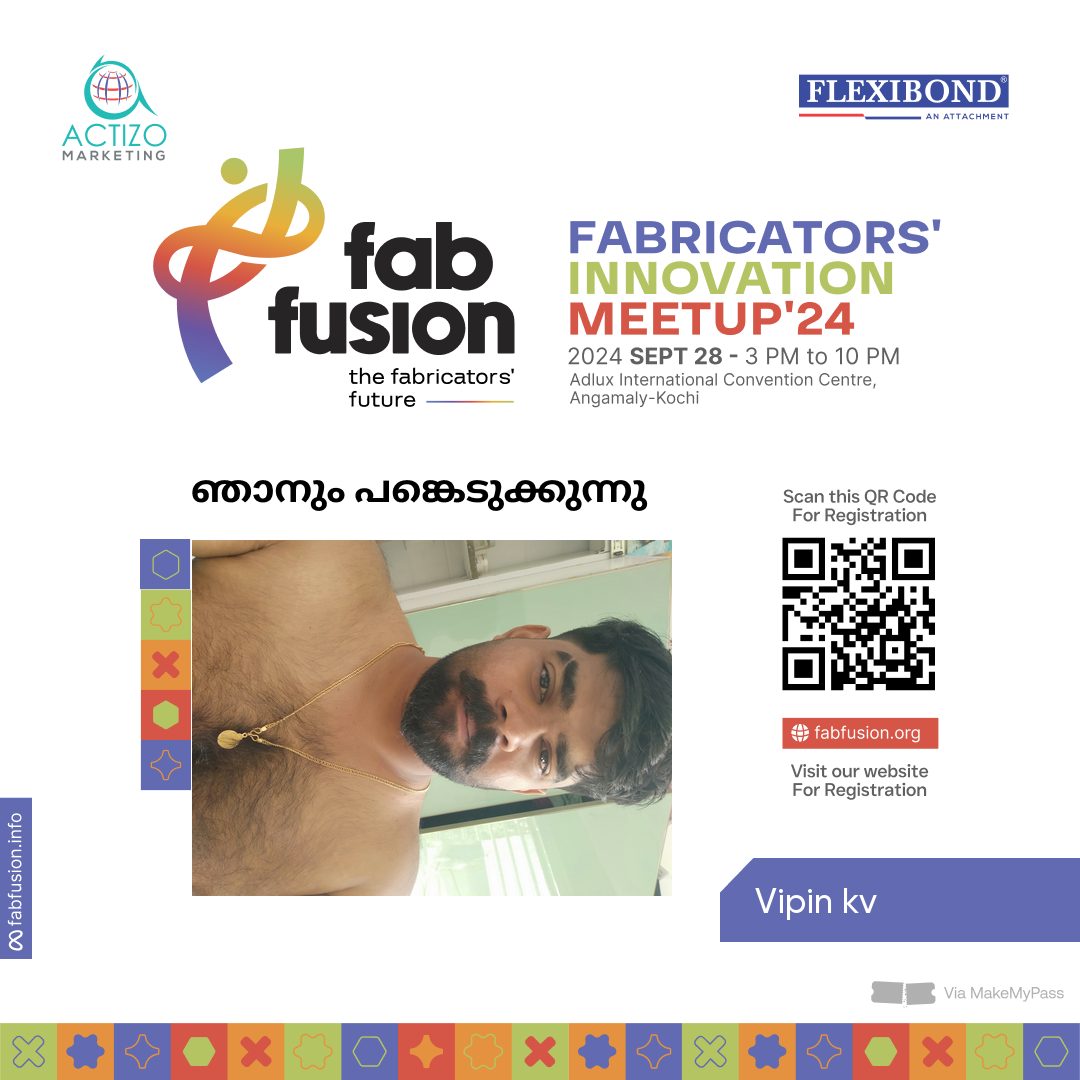 ACTIZO
MARKETING
FLEXIBOND®
AN ATTACHMENT
fab
fusion
the fabricators'
future
FABRICATORS'
INNOVATION
MEETUP'24
2024 SEPT 28 - 3 PM to 10 PM
Adlux International Convention Centre,
Angamaly-Kochi
ഞാനും പങ്കെടുക്കുന്നു
Scan this QR Code
For Registration
fabfusion.org
Visit our website
For Registration
fabfusion.info
Vipin kv
Via MakeMyPass